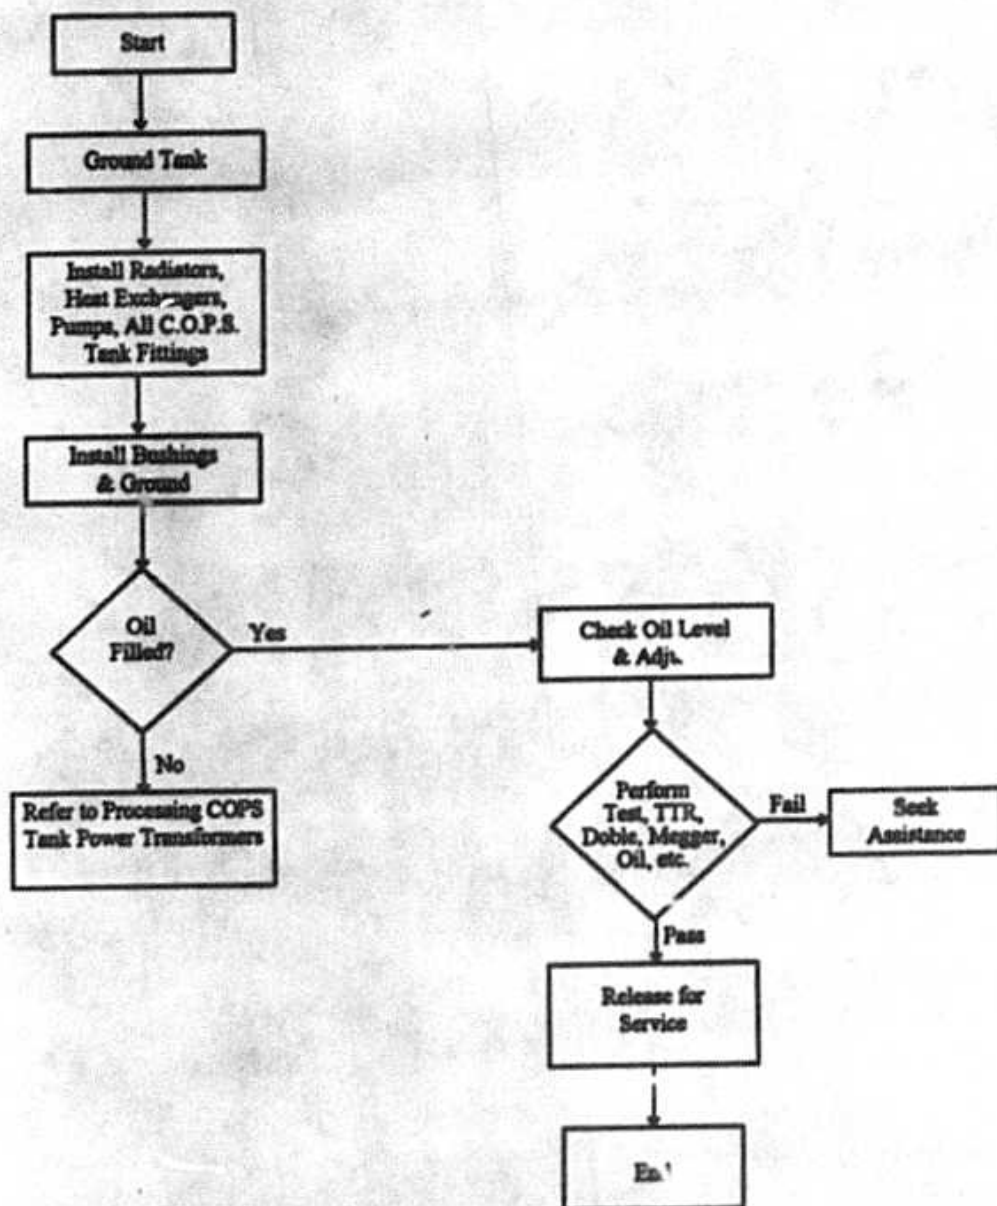 Start
Ground Tank
Install Radiators,
Heat Exchangers,
Pumps, All C.O.P.S.
Tank Fittings
Install Bushings
& Ground
Oil
Filled?
Yes
No
Refer to Processing COPS
Tank Power Transformers
Check Oil Level
& Adj.
Perform
Test, TTR,
Doble, Megger,
Oil, etc.
Fail
Seek
Assistance
Pass
Release for
Service